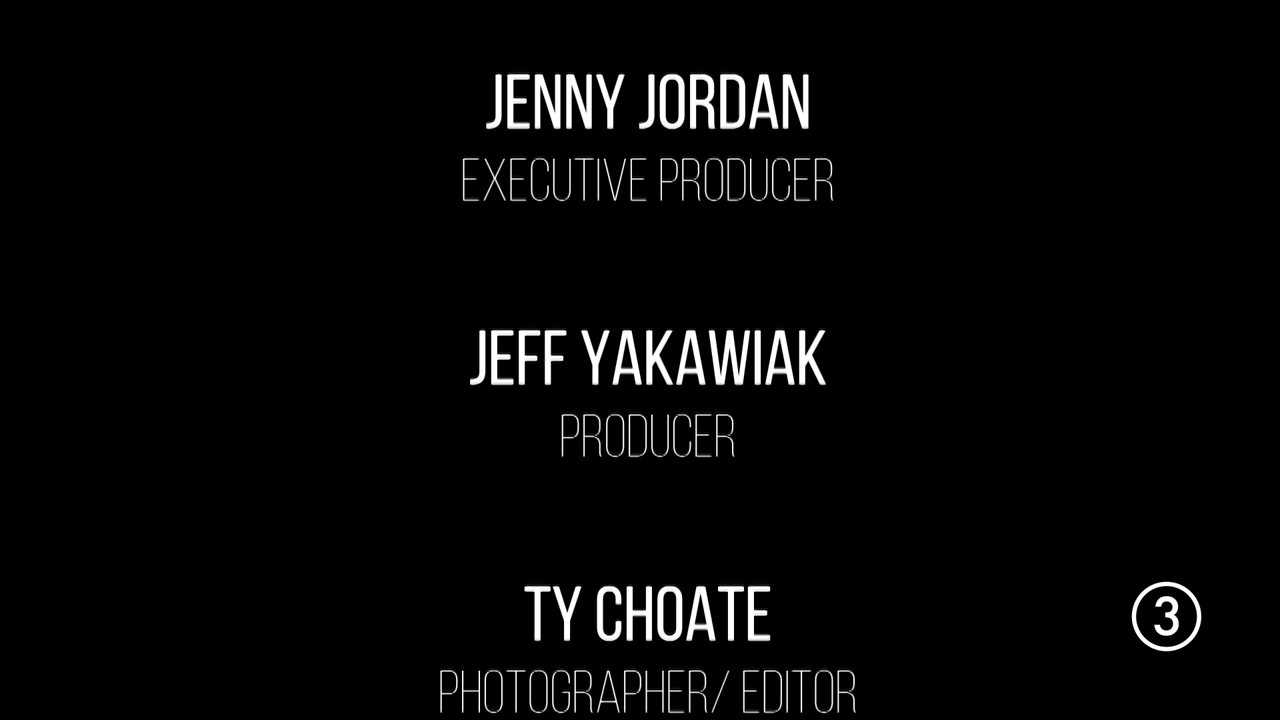 JENNY JORDAN
EXECUTIVE PRODUCER
JEFF YAKAWIAK
PRODUCER
TY CHOATE
3
PHOTOGRAPHER/ EDITOR